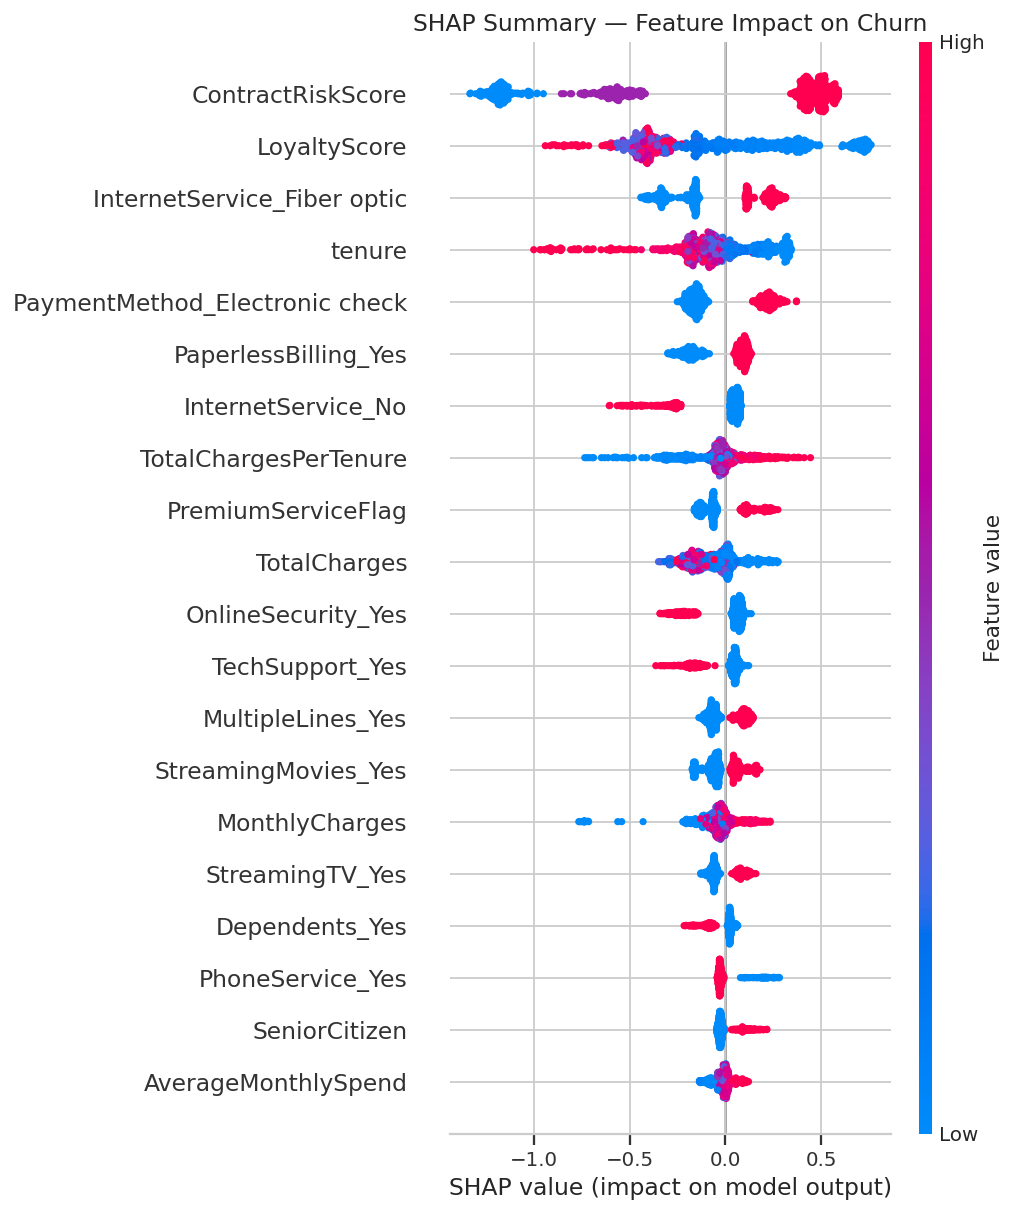 SHAP Summary — Feature Impact on Churn
High
ContractRiskScore
LoyaltyScore
InternetService_Fiber optic
tenure
PaymentMethod_Electronic check
PaperlessBilling_Yes
InternetService_No
TotalChargesPerTenure
PremiumServiceFlag
TotalCharges
OnlineSecurity_Yes
TechSupport_Yes
MultipleLines_Yes
StreamingMovies_Yes
MonthlyCharges
StreamingTV_Yes
Dependents_Yes
PhoneService_Yes
SeniorCitizen
AverageMonthlySpend
Feature value
Low
−1.0 −0.5 0.0 0.5
SHAP value (impact on model output)